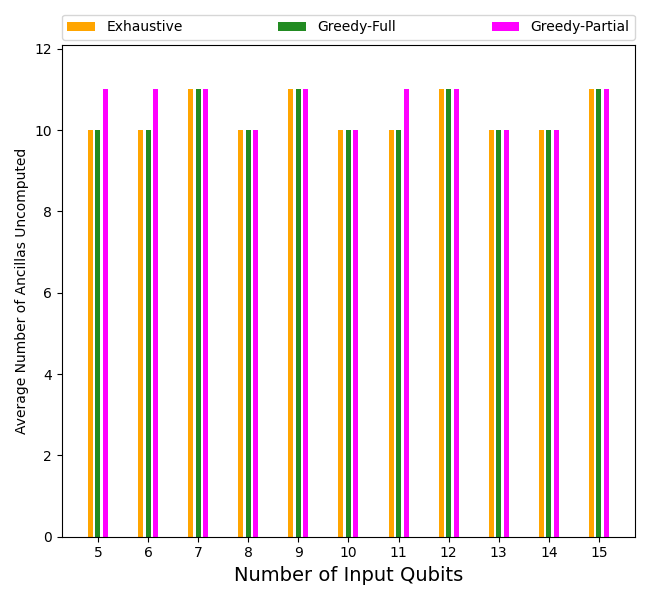 Exhaustive Greedy-Full Greedy-Partial
12
10
8
6
4
2
0
Average Number of Ancillas Uncomputed
5 6 7 8 9 10 11 12 13 14 15
Number of Input Qubits